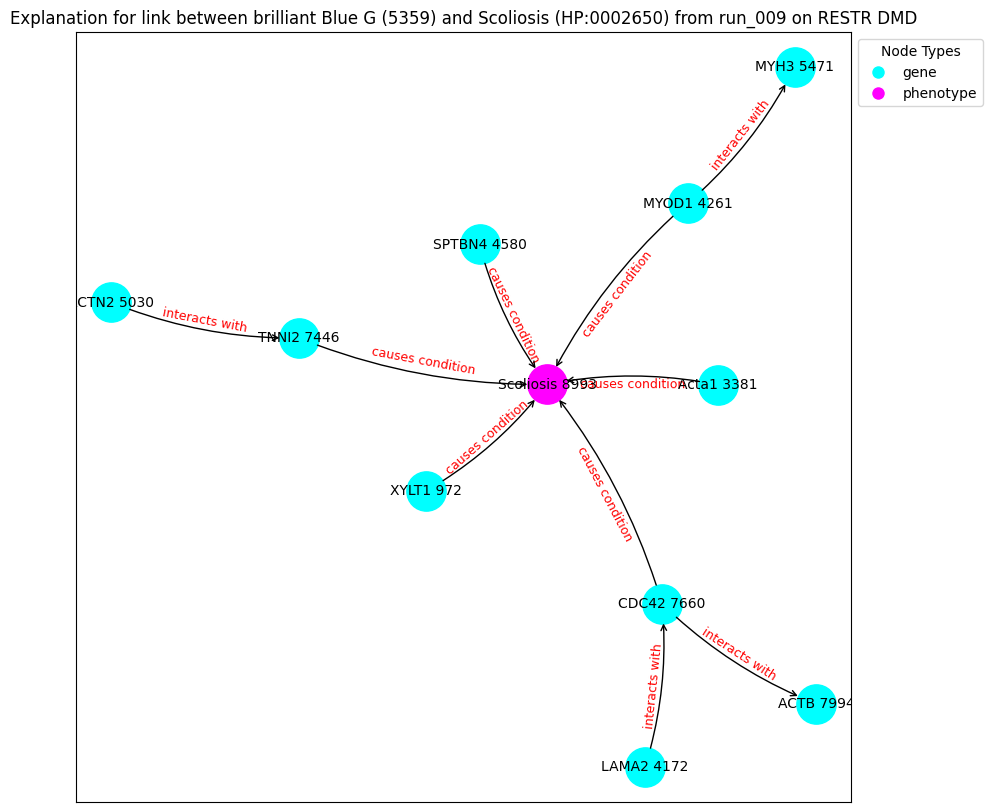 Explanation for link between brilliant Blue G (5359) and Scoliosis (HP:0002650) from run_009 on RESTR DMD
Node Types
gene
phenotype
MYH3 5471
interacts with
MYOD1 4261
SPTBN4 4580
causes condition
causes condition
CTN2 5030
interacts with
TNNI2 7446
causes condition
Scoliosis 8993
causes condition
Acta1 3381
causes condition
XYLT1 972
causes condition
CDC42 7660
interacts with
interacts with
ACTB 7994
LAMA2 4172